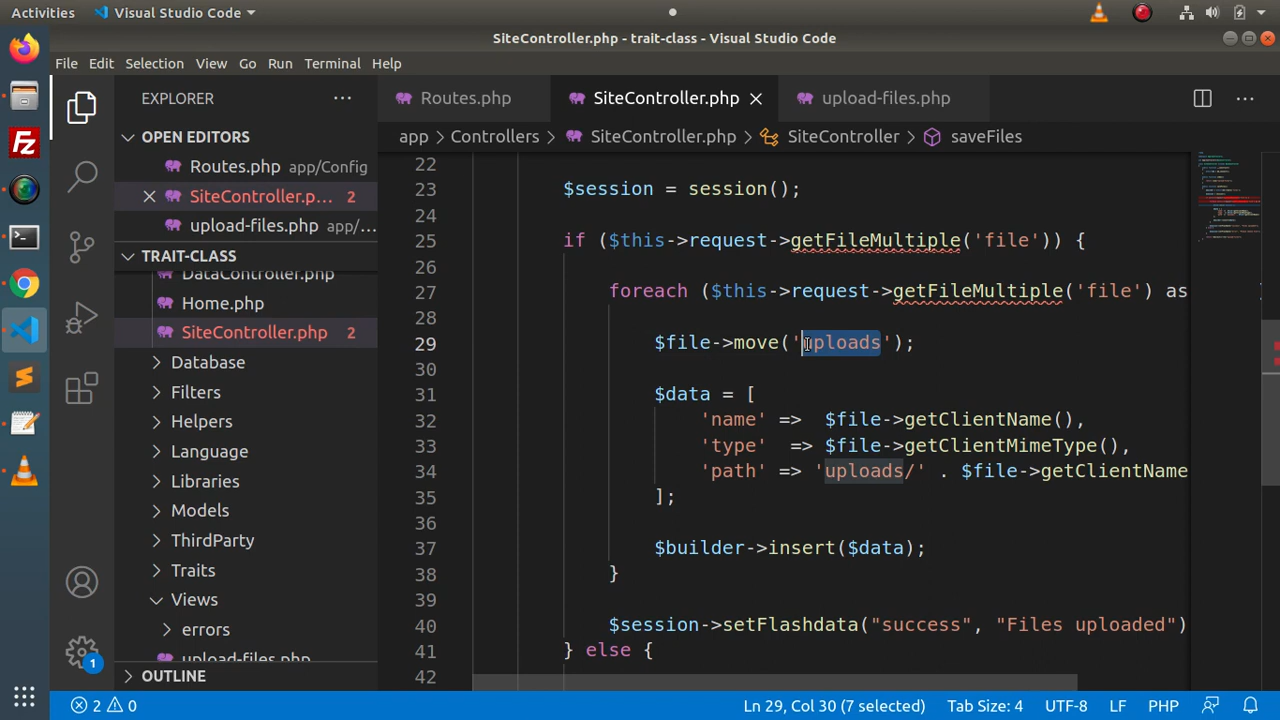 Activities Visual Studio Code
SiteController.php - trait-class - Visual Studio Code
File Edit Selection View Go Run Terminal Help
EXPLORER ...
Routes.php SiteController.php upload-files.php ...
OPEN EDITORS
app > Controllers > SiteController.php > SiteController > saveFiles
Routes.php app/Config
SiteController.p... 2
upload-files.php app/...
TRAIT-CLASS
DataController.php
Home.php
SiteController.php 2
Database
Filters
Helpers
Language
Libraries
Models
ThirdParty
Traits
Views
errors
upload-files.php
OUTLINE
22
23 $session = session();
24
25 if ($this->request->getFileMultiple('file')) {
26
27 foreach ($this->request->getFileMultiple('file') as
28
29 $file->move('uploads');
30
31 $data = [
32 'name' => $file->getClientName(),
33 'type' => $file->getClientMimeType(),
34 'path' => 'uploads/' . $file->getClientName
35 ];
36
37 $builder->insert($data);
38 }
39
40 $session->setFlashdata("success", "Files uploaded")
41 } else {
42
1
2 0 Ln 29, Col 30 (7 selected) Tab Size: 4 UTF-8 LF PHP